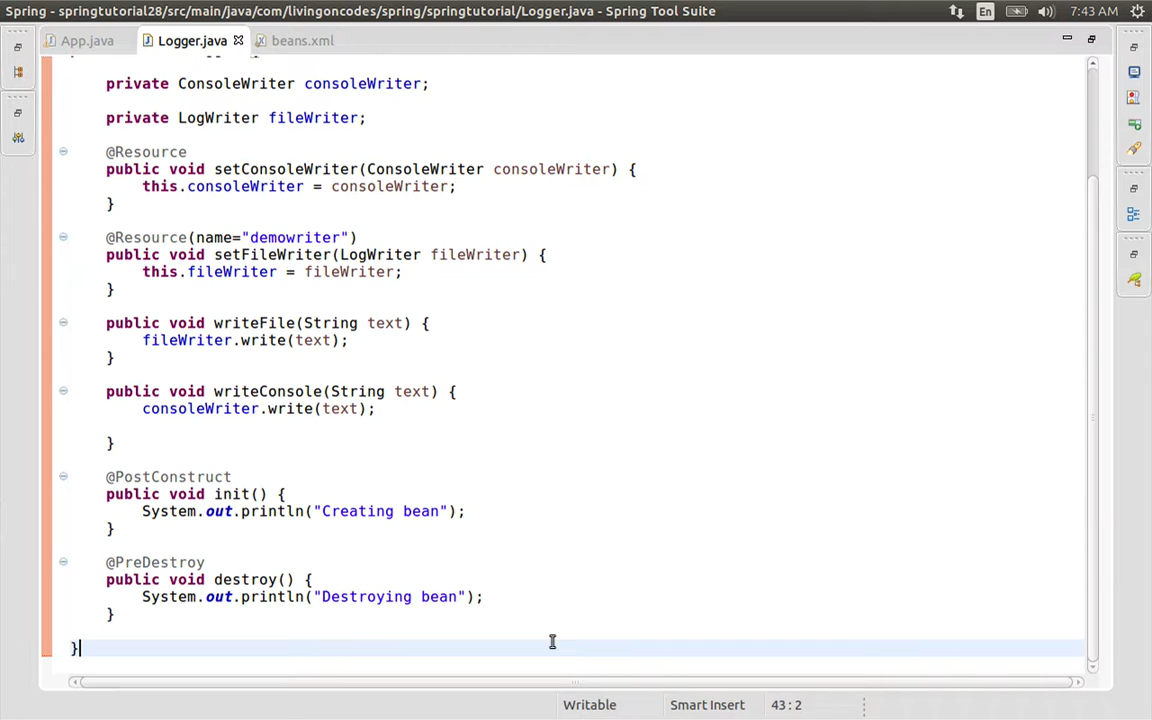 Spring - springtutorial28/src/main/java/com/livingoncodes/spring/springtutorial/Logger.java - Spring Tool Suite
En
7:43 AM
App.java
Logger.java
beans.xml
private ConsoleWriter consoleWriter;
private LogWriter fileWriter;
@Resource
public void setConsoleWriter(ConsoleWriter consoleWriter) {
this.consoleWriter = consoleWriter;
}
@Resource(name="demowriter")
public void setFileWriter(LogWriter fileWriter) {
this.fileWriter = fileWriter;
}
public void writeFile(String text) {
fileWriter.write(text);
}
public void writeConsole(String text) {
consoleWriter.write(text);
}
@PostConstruct
public void init() {
System.out.println("Creating bean");
}
@PreDestroy
public void destroy() {
System.out.println("Destroying bean");
}
}
Writable
Smart Insert
43 : 2